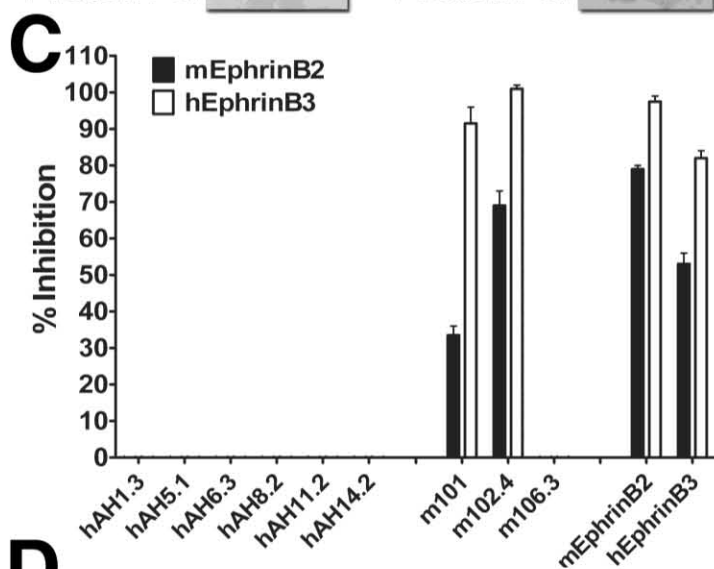 C
110
100
90
80
70
60
50
40
30
20
10
0
% Inhibition
mEphrinB2
hEphrinB3
hAH1.3
hAH5.1
hAH6.3
hAH8.2
hAH11.2
hAH14.2
m101
m102.4
m106.3
mEphrinB2
hEphrinB3
D